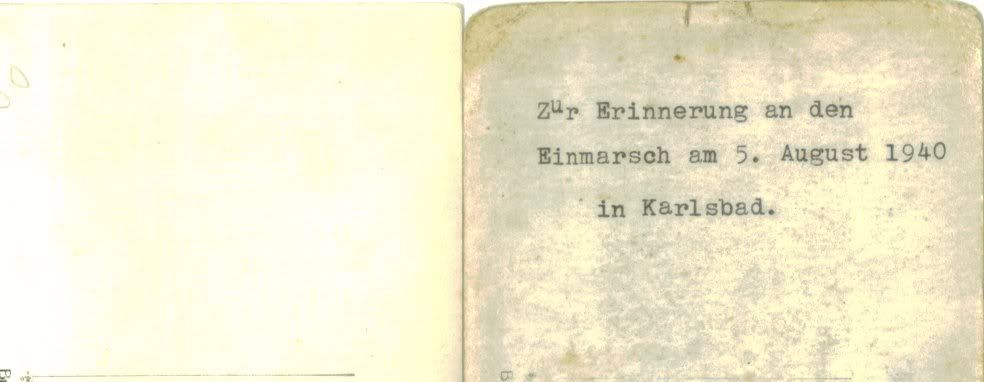 Zur Erinnerung an den
Einmarsch am 5. August 1940
in Karlsbad.